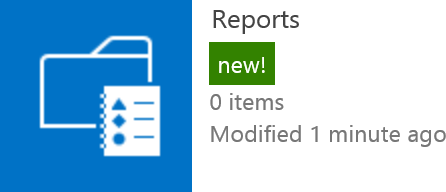 Reports
new!
0 items
Modified 1 minute ago